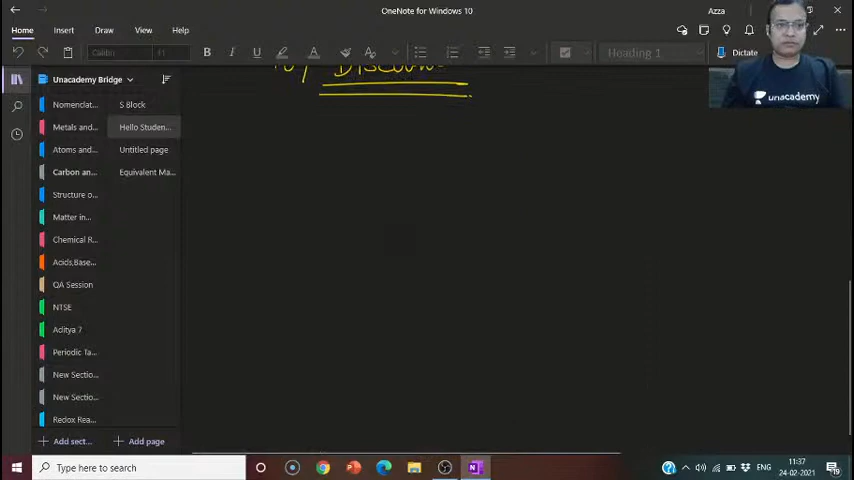 OneNote for Windows 10
Azza
Home Insert Draw View Help
Calibri 11 B I U A Heading 1 Dictate
Unacademy Bridge
Nomenclat... S Block
Metals and... Hello Studen...
Atoms and... Untitled page
Carbon an... Equivalent Ma...
Structure o...
Matter in...
Chemical R...
Acids,Base...
QA Session
NTSE
Aditya 7
Periodic Ta...
New Sectio...
New Sectio...
Redox Rea...
Add sect... Add page
unacademy
Type here to search
ENG
11:37
24-02-2021
19